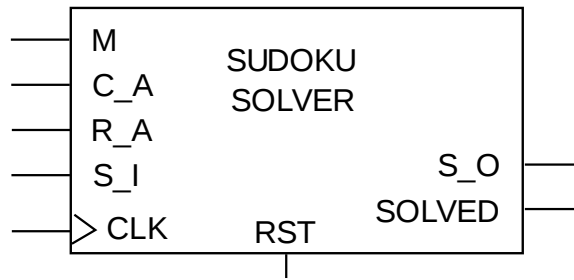 M
SUDOKU
SOLVER
C_A
R_A
S_I
S_O
SOLVED
CLK
RST